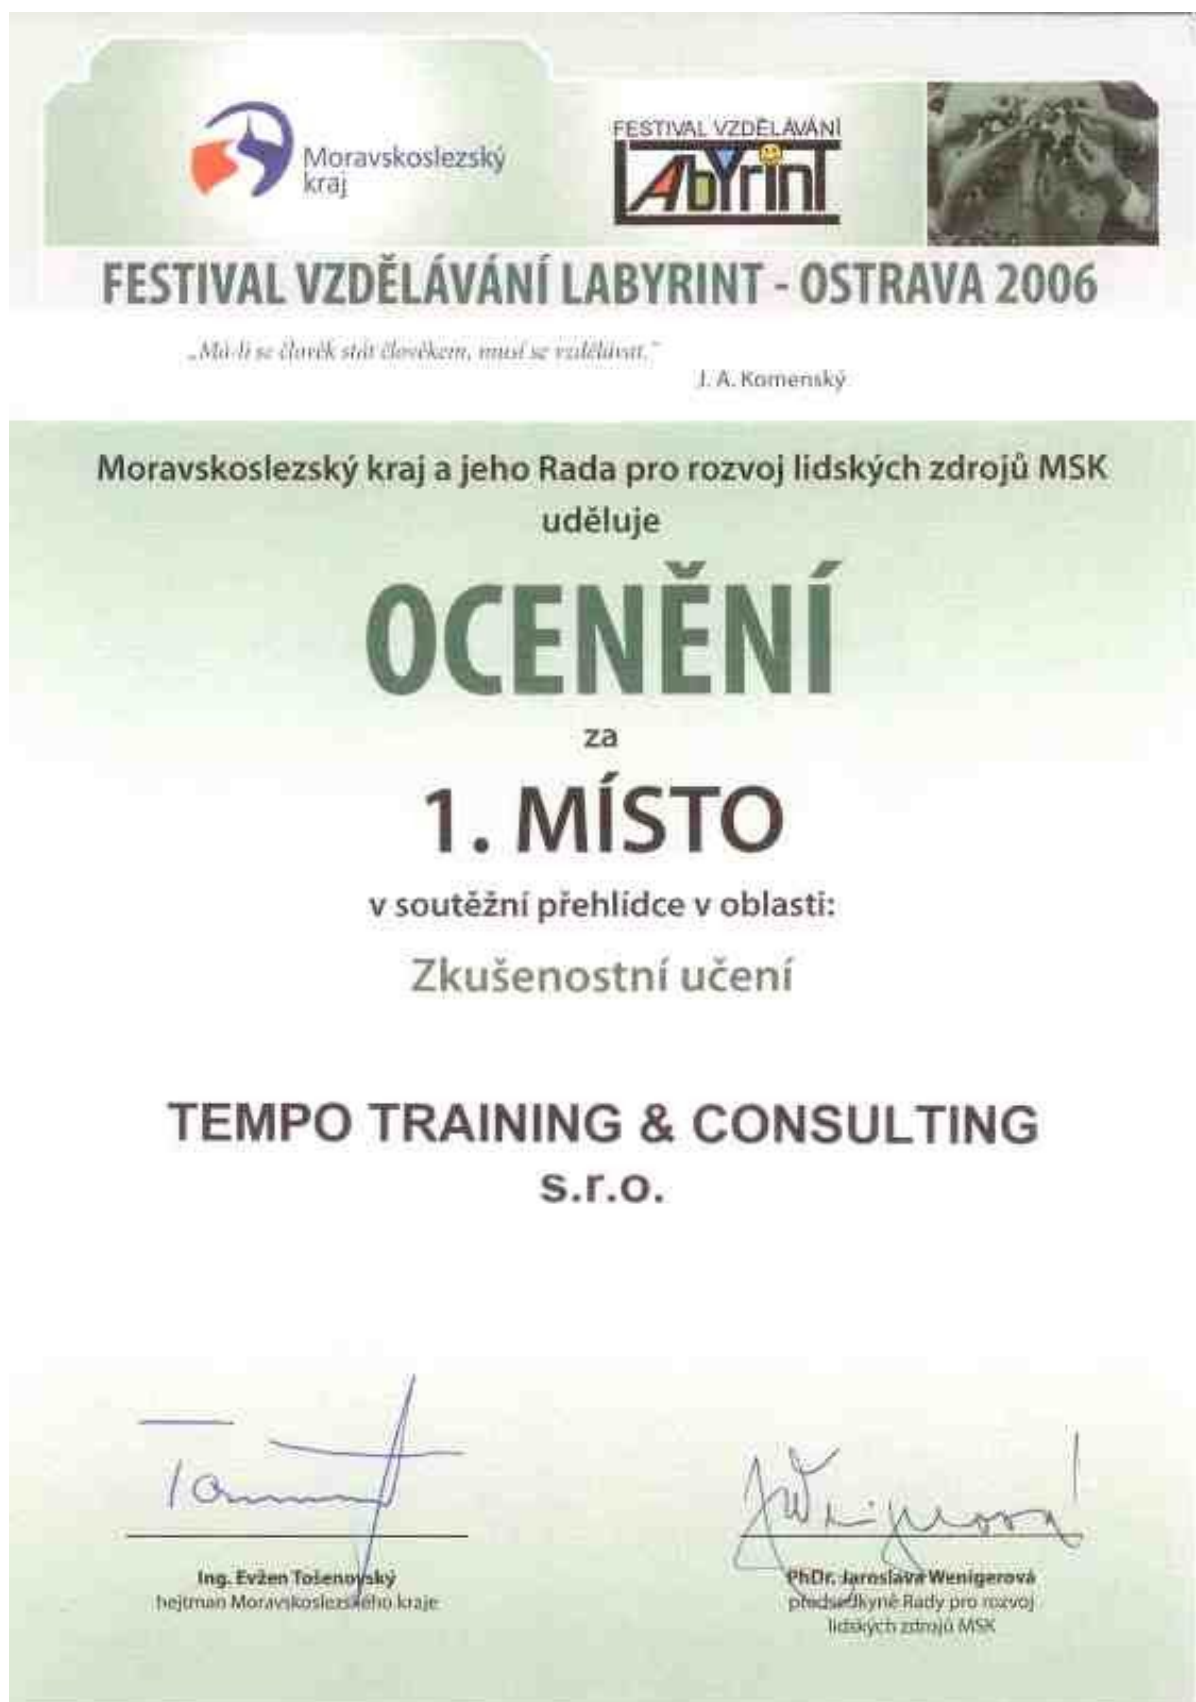 Moravskoslezský
kraj
FESTIVAL VZDĚLÁVÁNÍ
LAbYrinT
FESTIVAL VZDĚLÁVÁNÍ LABYRINT - OSTRAVA 2006
„Má-li se člověk stát člověkem, musí se vzdělávat."
J. A. Komenský
Moravskoslezský kraj a jeho Rada pro rozvoj lidských zdrojů MSK
uděluje
OCENĚNÍ
za
1. MÍSTO
v soutěžní přehlídce v oblasti:
Zkušenostní učení
TEMPO TRAINING & CONSULTING
s.r.o.
Ing. Evžen Tošenovský
hejtman Moravskoslezského kraje
PhDr. Jaroslava Wenigerová
předsedkyně Rady pro rozvoj
lidských zdrojů MSK